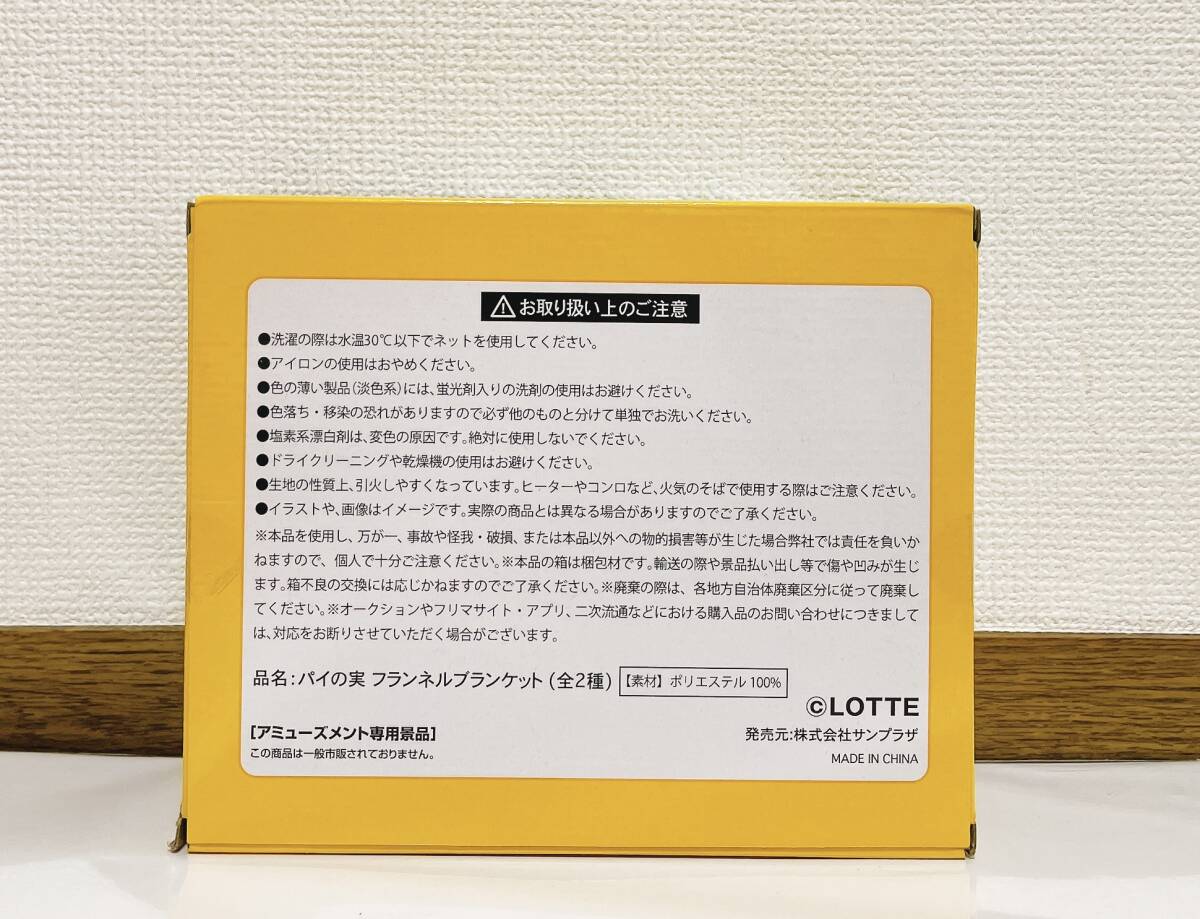 ⚠お取り扱い上のご注意
●洗濯の際は水温30℃以下でネットを使用してください。
●アイロンの使用はおやめください。
●色の薄い製品(淡色系)には、蛍光剤入りの洗剤の使用はお避けください。
●色落ち・移染の恐れがありますので必ず他のものと分けて単独でお洗いください。
●塩素系漂白剤は、変色の原因です。絶対に使用しないでください。
●ドライクリーニングや乾燥機の使用はお避けください。
●生地の性質上、引火しやすくなっています。ヒーターやコンロなど、火気のそばで使用する際はご注意ください。
●イラストや、画像はイメージです。実際の商品とは異なる場合がありますのでご了承ください。
※本品を使用し、万が一、事故や怪我・破損、または本品以外への物的損害等が生じた場合弊社では責任を負いか
ねますので、個人で十分ご注意ください。※本品の箱は梱包材です。輸送の際や景品払い出し等で傷や凹みが生じ
ます。箱不良の交換には応じかねますのでご了承ください。※廃棄の際は、各地方自治体廃棄区分に従って廃棄し
てください。※オークションやフリマサイト・アプリ、二次流通などにおける購入品のお問い合わせにつきまして
は、対応をお断りさせていただく場合がございます。
品名:パイの実 フランネルブランケット (全2種) 【素材】ポリエステル 100%
©LOTTE
[アミューズメント専用景品]
発売元:株式会社サンプラザ
この商品は一般市販されておりません。
MADE IN CHINA